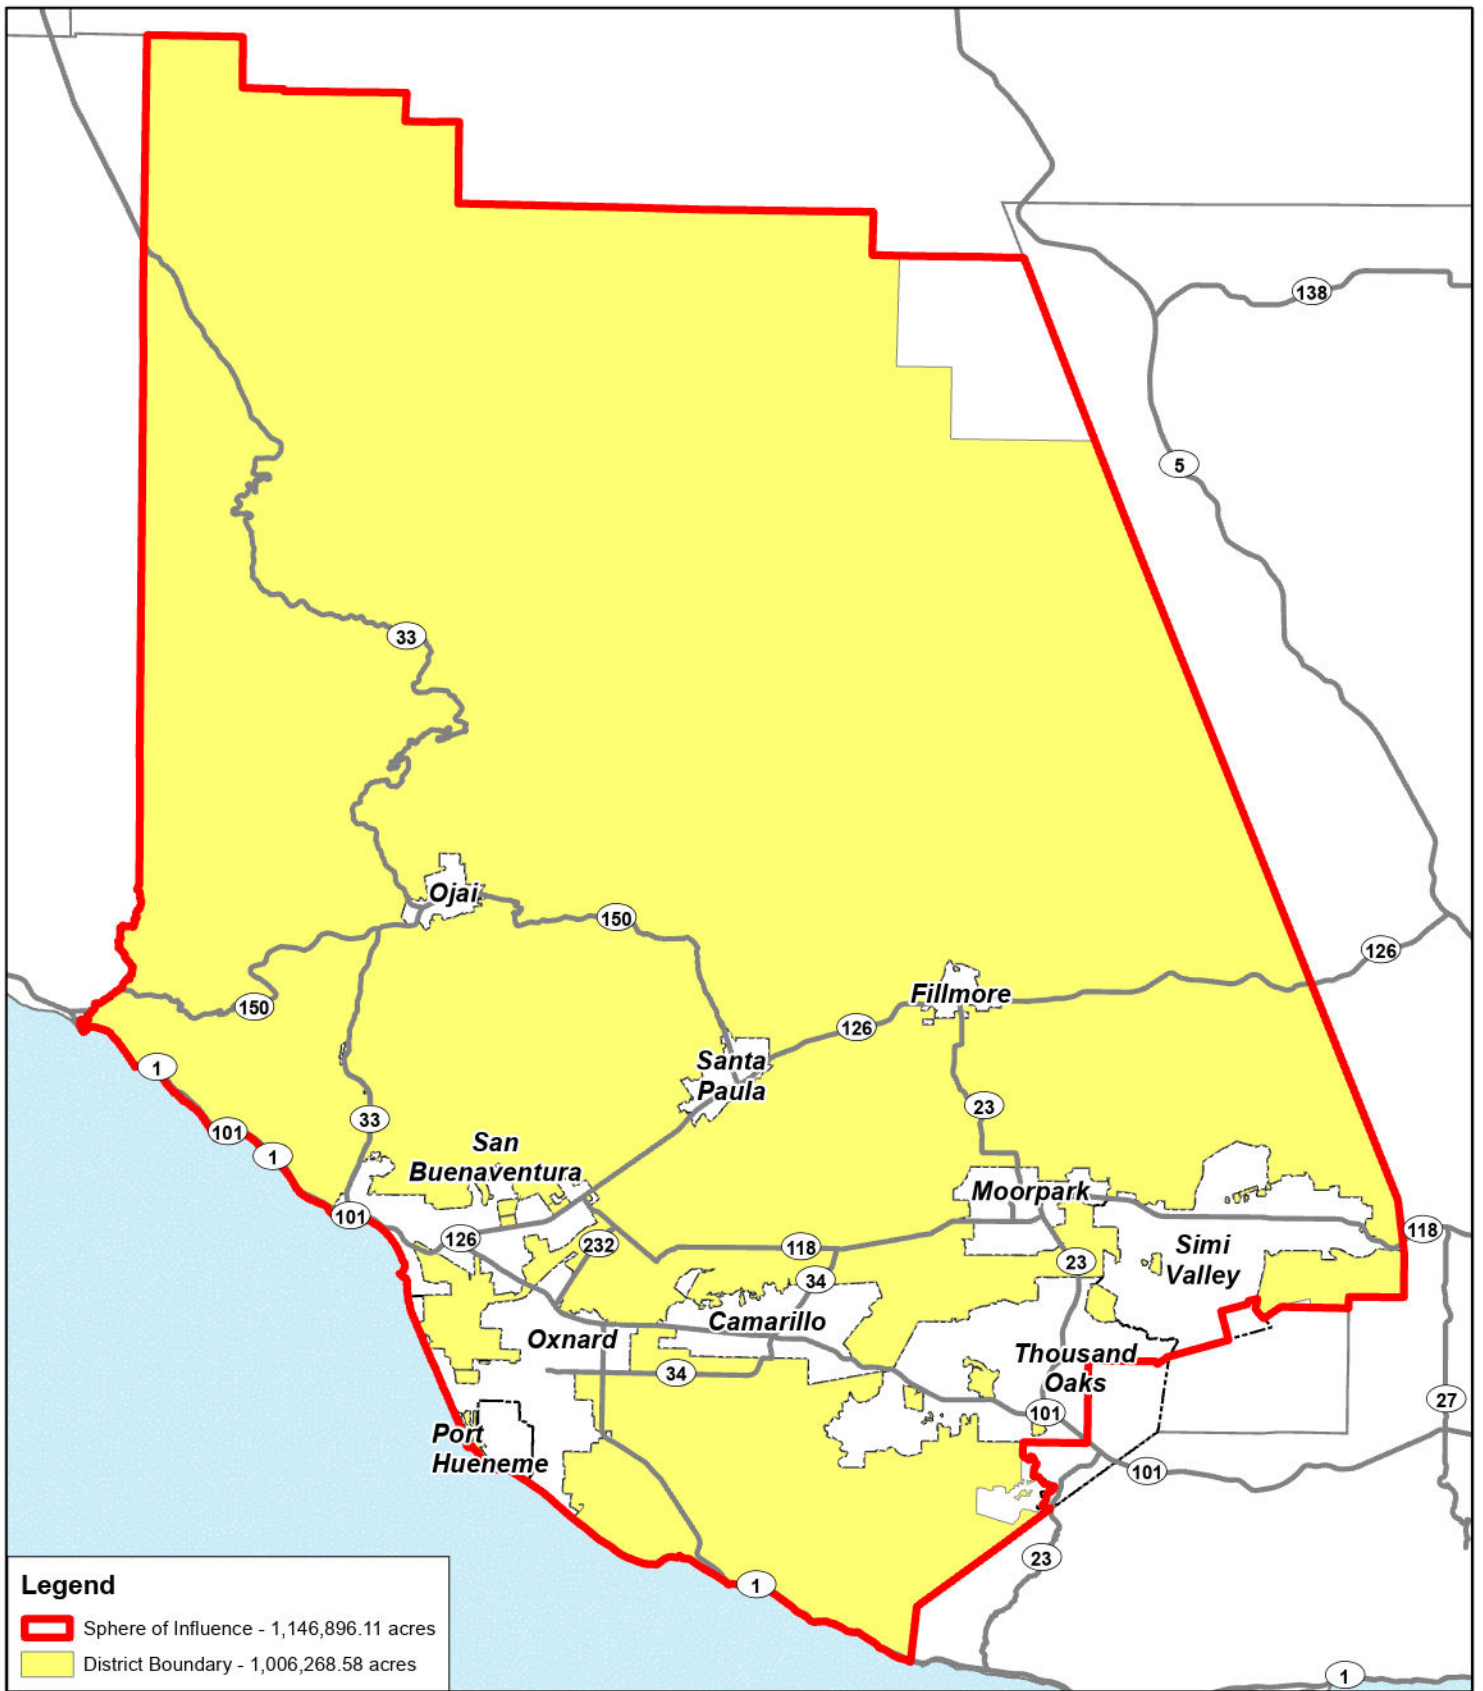 138
5
33
Ojai
150
126
150
Fillmore
126
Santa
Paula
1
23
33
101
San
Buenaventura
1
Moorpark
101
126
232
118
118
Simi
Valley
23
34
Camarillo
Oxnard
Thousand
Oaks
34
27
101
Port
Hueneme
101
23
1
Legend
Sphere of Influence - 1,146,896.11 acres
District Boundary - 1,006,268.58 acres
1